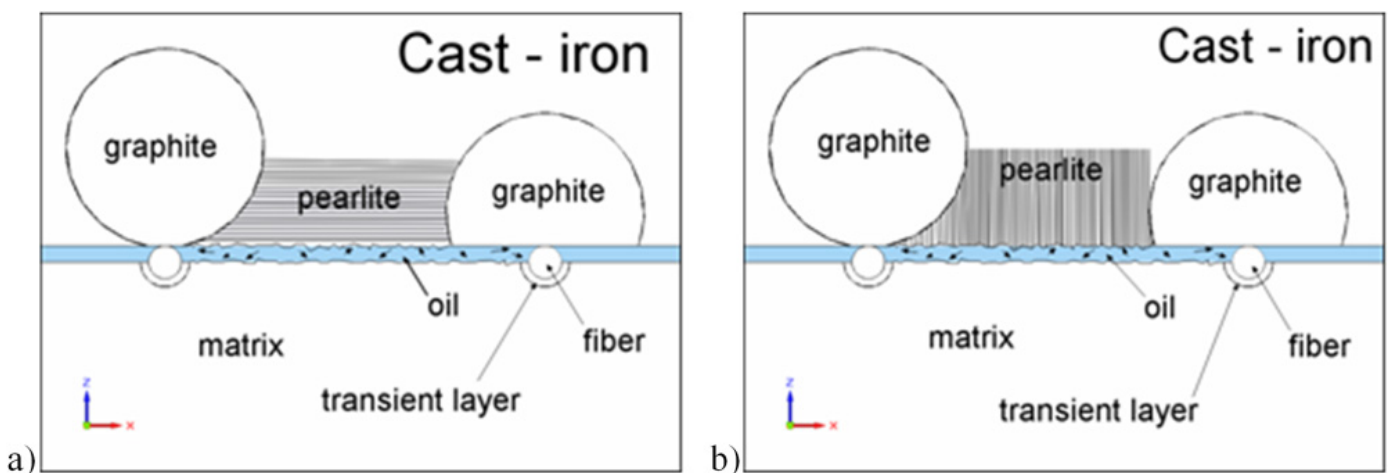 Cast - iron
graphite
pearlite
graphite
oil
fiber
matrix
transient layer
z
x
a)
Cast - iron
graphite
pearlite
graphite
oil
fiber
matrix
transient layer
z
x
b)